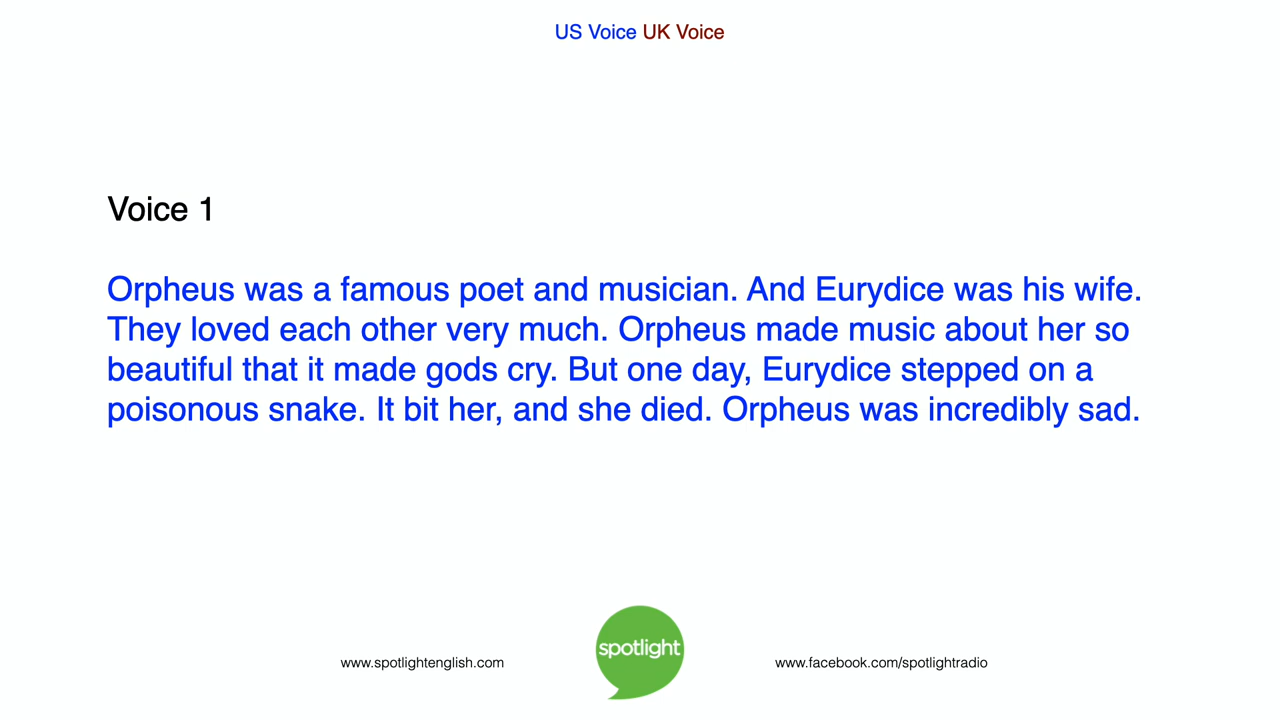 US Voice UK Voice
Voice 1
Orpheus was a famous poet and musician. And Eurydice was his wife.
They loved each other very much. Orpheus made music about her so
beautiful that it made gods cry. But one day, Eurydice stepped on a
poisonous snake. It bit her, and she died. Orpheus was incredibly sad.
www.spotlightenglish.com
spotlight
www.facebook.com/spotlightradio